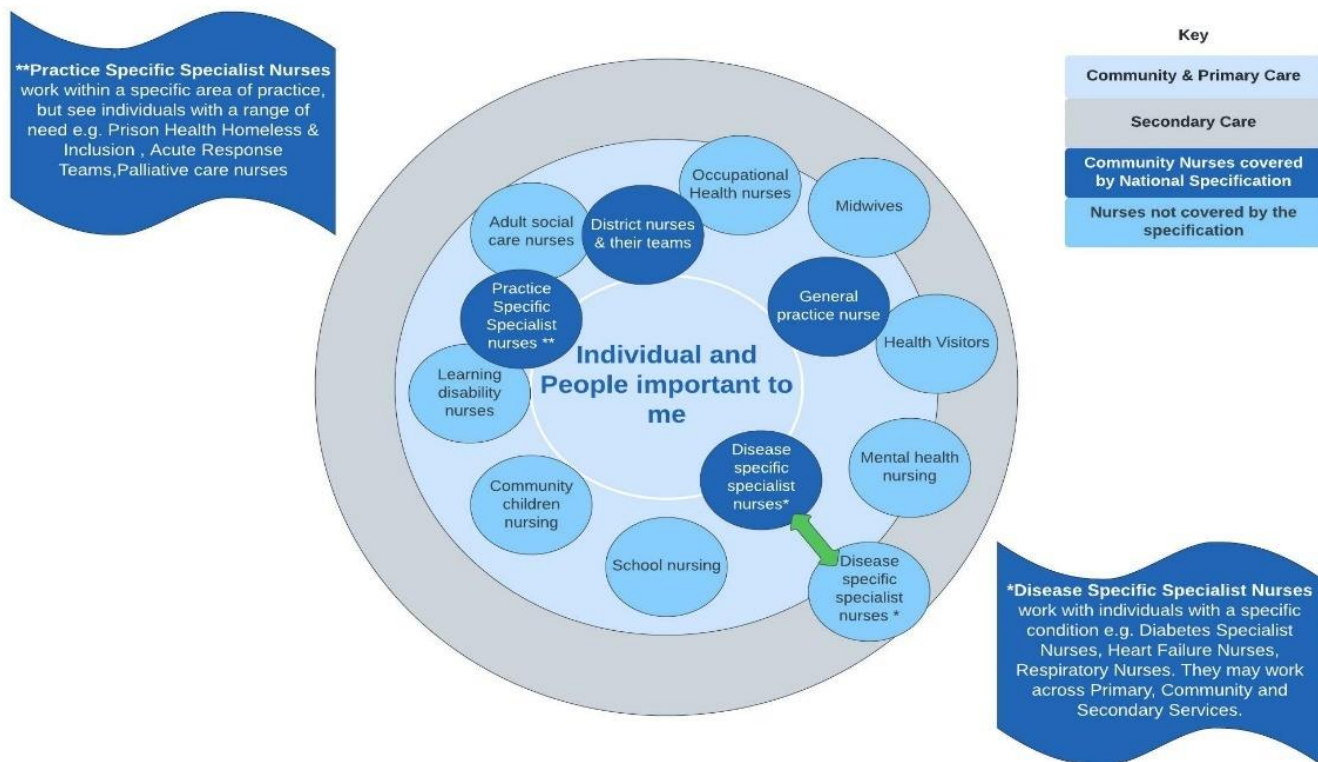 **Practice Specific Specialist Nurses
work within a specific area of practice,
but see individuals with a range of
need e.g. Prison Health Homeless &
Inclusion , Acute Response
Teams,Palliative care nurses
Key
Community & Primary Care
Secondary Care
Community Nurses covered
by National Specification
Nurses not covered by the
specification
Occupational
Health nurses
Midwives
Adult social
care nurses
District nurses
& their teams
Practice
Specific
Specialist
nurses **
General
practice nurse
Health Visitors
Individual and
People important to
me
Learning
disability
nurses
Disease
specific
specialist
nurses*
Mental health
nursing
Community
children
nursing
School nursing
Disease
specific
specialist
nurses *
*Disease Specific Specialist Nurses
work with individuals with a specific
condition e.g. Diabetes Specialist
Nurses, Heart Failure Nurses,
Respiratory Nurses. They may work
across Primary, Community and
Secondary Services.